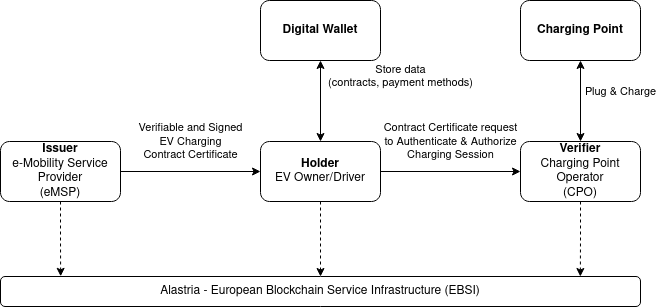 Digital Wallet
Charging Point
Store data
(contracts, payment methods)
Plug & Charge
Verifiable and Signed
EV Charging
Contract Certificate
Contract Certificate request
to Authenticate & Authorize
Charging Session
Issuer
e-Mobility Service
Provider
(eMSP)
Holder
EV Owner/Driver
Verifier
Charging Point
Operator
(CPO)
Alastria - European Blockchain Service Infrastructure (EBSI)